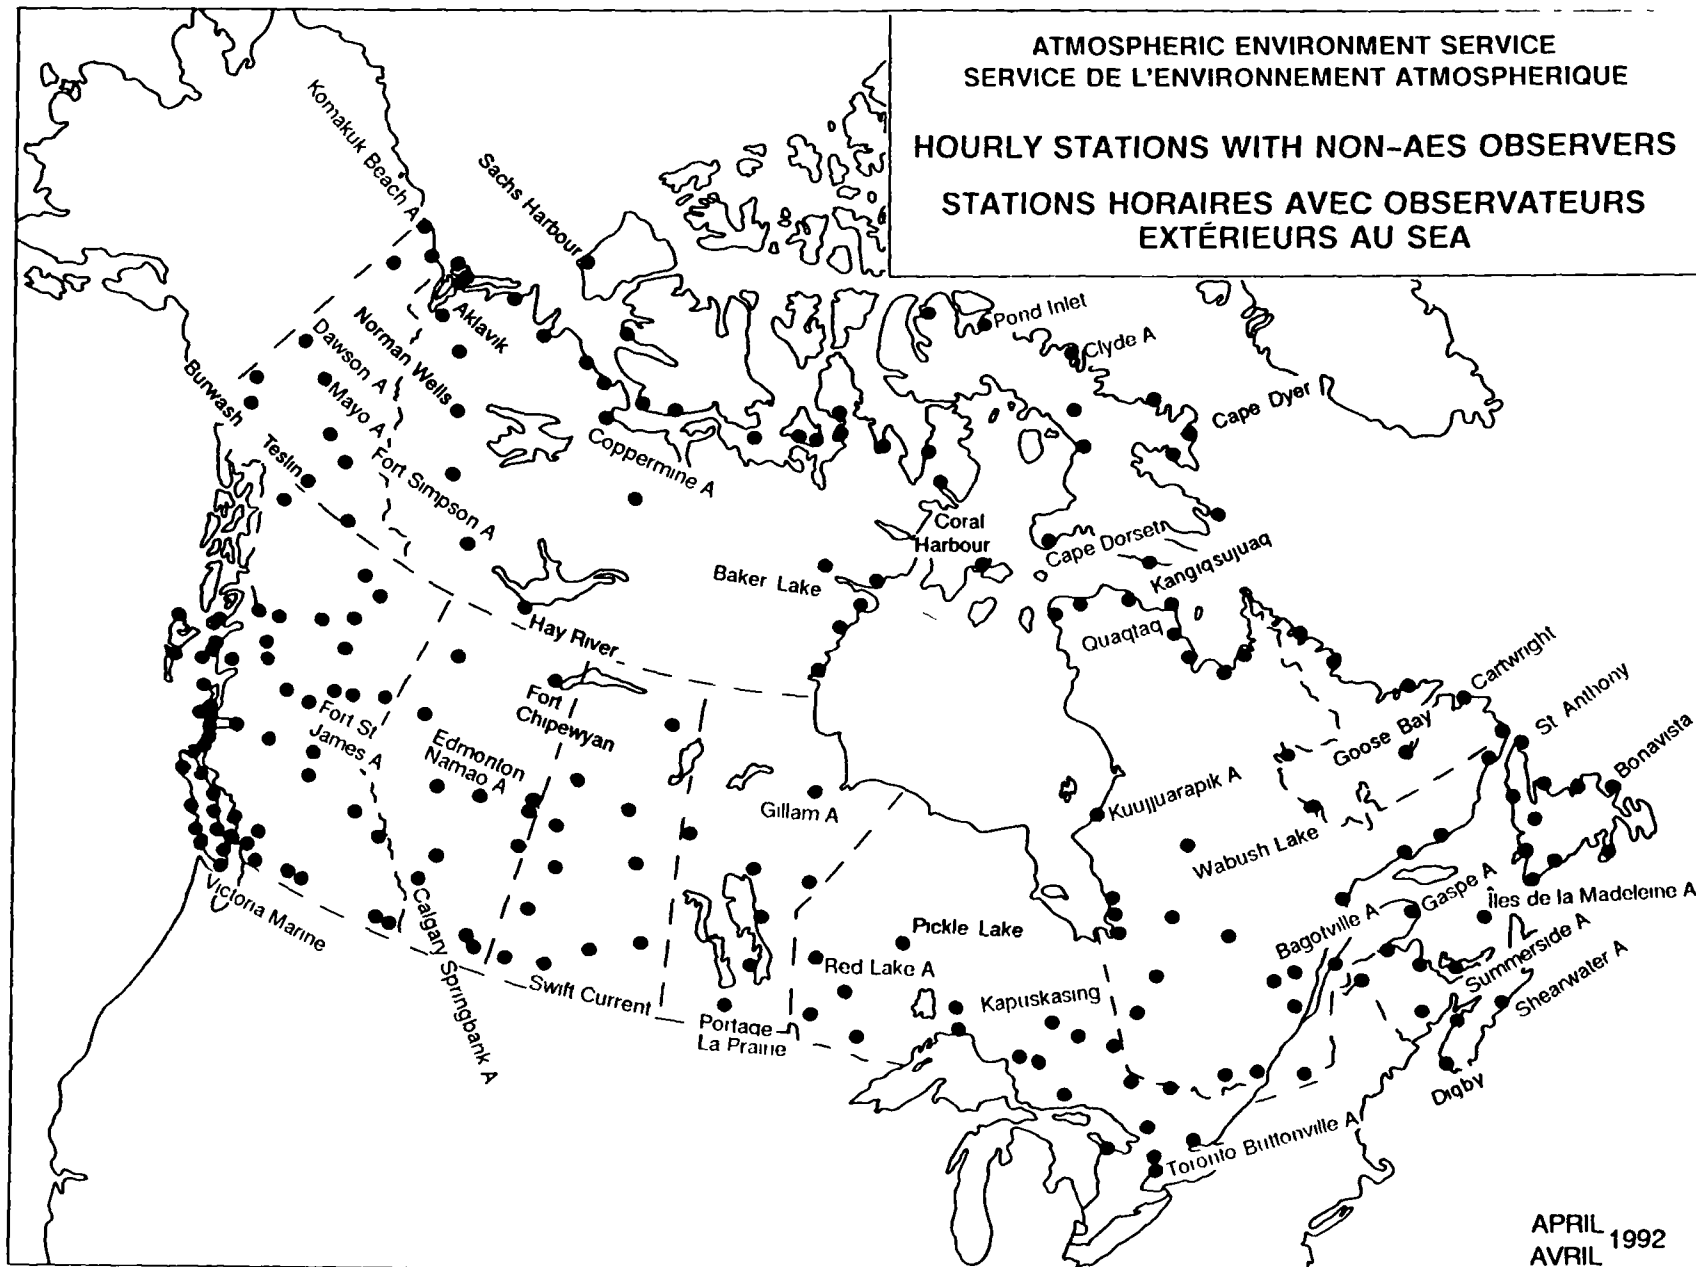 ATMOSPHERIC ENVIRONMENT SERVICE
SERVICE DE L'ENVIRONNEMENT ATMOSPHERIQUE
HOURLY STATIONS WITH NON-AES OBSERVERS
STATIONS HORAIRES AVEC OBSERVATEURS
EXTÉRIEURS AU SEA
Komakuk Beach A
Sachs Harbour
Pond Inlet
Clyde A
Cape Dyer
Aklavik
Norman Wells
Dawson A
Mayo A
Burwash
Teslin
Fort Simpson A
Coppermine A
Coral
Harbour
Cape Dorset
Kangiqsujuaq
Baker Lake
Quaqtaq
Hay River
Cartwright
St Anthony
Fort
Chipewyan
Goose Bay
Bonavista
Fort St
James A
Edmonton
Namao A
Gillam A
Kuujjuarapik A
Wabush Lake
Victoria Marine
Calgary Springbank A
Pickle Lake
Bagotville A
Gaspe A
Îles de la Madeleine A
Red Lake A
Summerside A
Shearwater A
Swift Current
Kapuskasing
Portage
La Prairie
Digby
Toronto Buttonville A
APRIL
AVRIL 1992